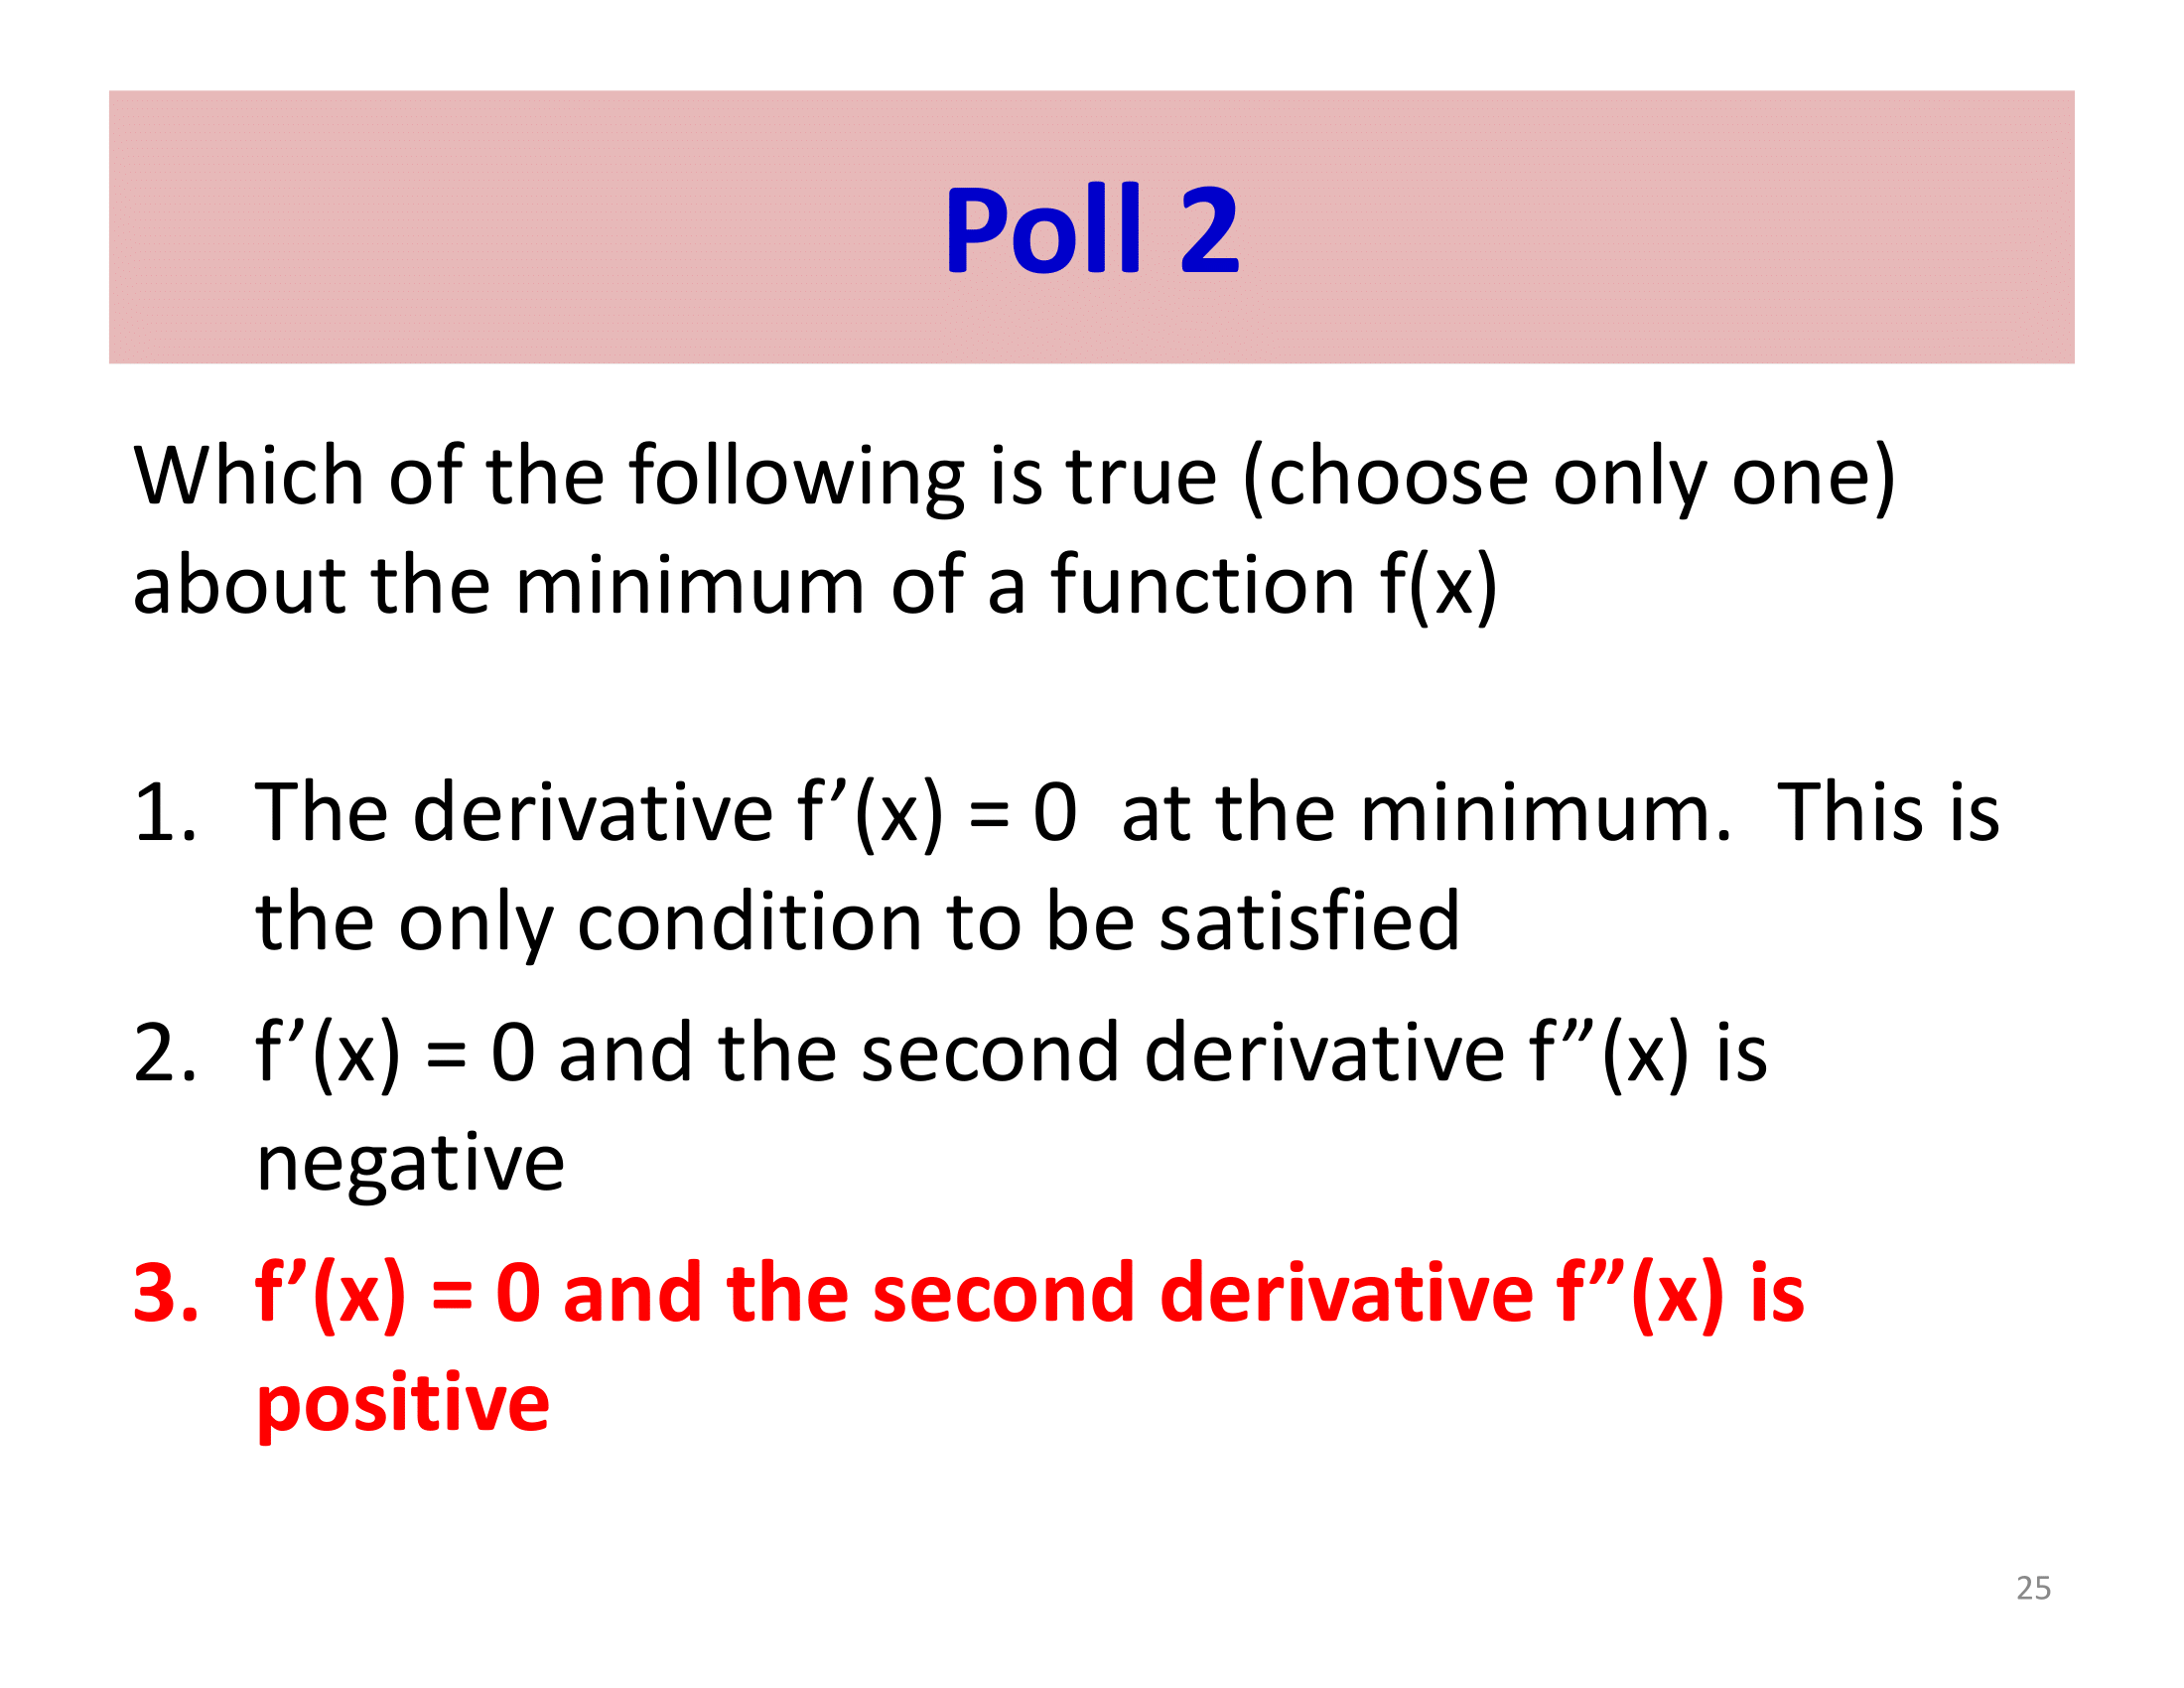 Poll 2
Which of the following is true (choose only one)
about the minimum of a function f(x)
1. The derivative f’(x) = 0 at the minimum. This is
the only condition to be satisfied
2. f’(x) = 0 and the second derivative f’’(x) is
negative
3. f’(x) = 0 and the second derivative f’’(x) is
positive
25